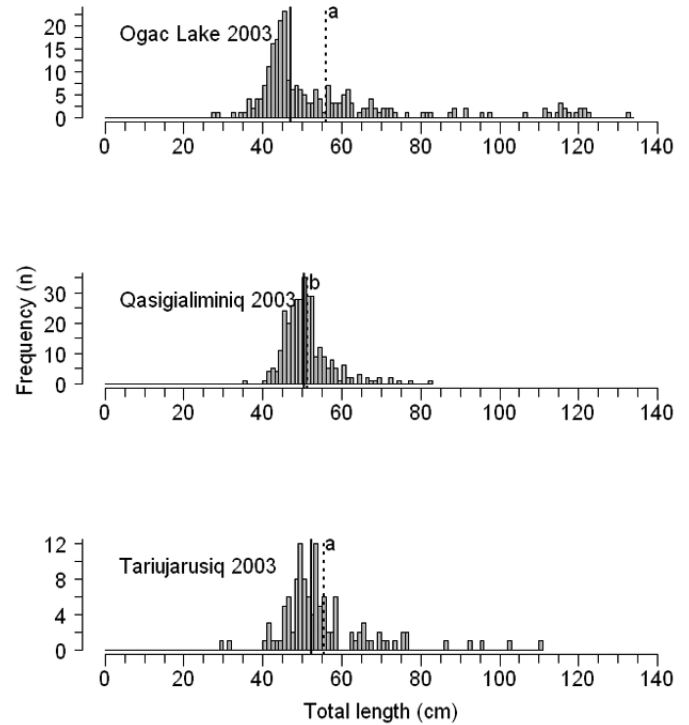 20
15
10
5
0
Ogac Lake 2003
a
0 20 40 60 80 100 120 140
Frequency (n)
30
20
10
0
Qasigialiminiq 2003
b
0 20 40 60 80 100 120 140
12
8
4
0
Tariujarusiq 2003
a
0 20 40 60 80 100 120 140
Total length (cm)